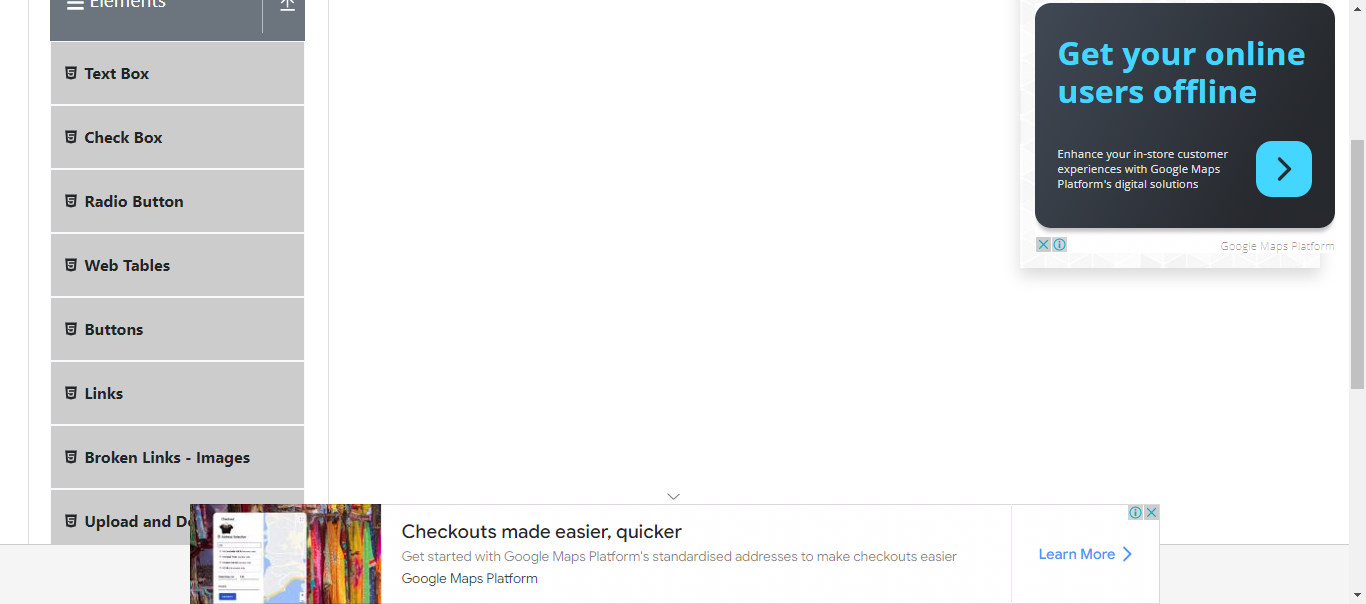 Elements
Text Box
Check Box
Radio Button
Web Tables
Buttons
Links
Broken Links - Images
Upload and Do
Get your online
users offline
Enhance your in-store customer
experiences with Google Maps
Platform's digital solutions
Google Maps Platform
Checkouts made easier, quicker
Get started with Google Maps Platform's standardised addresses to make checkouts easier
Google Maps Platform
Learn More